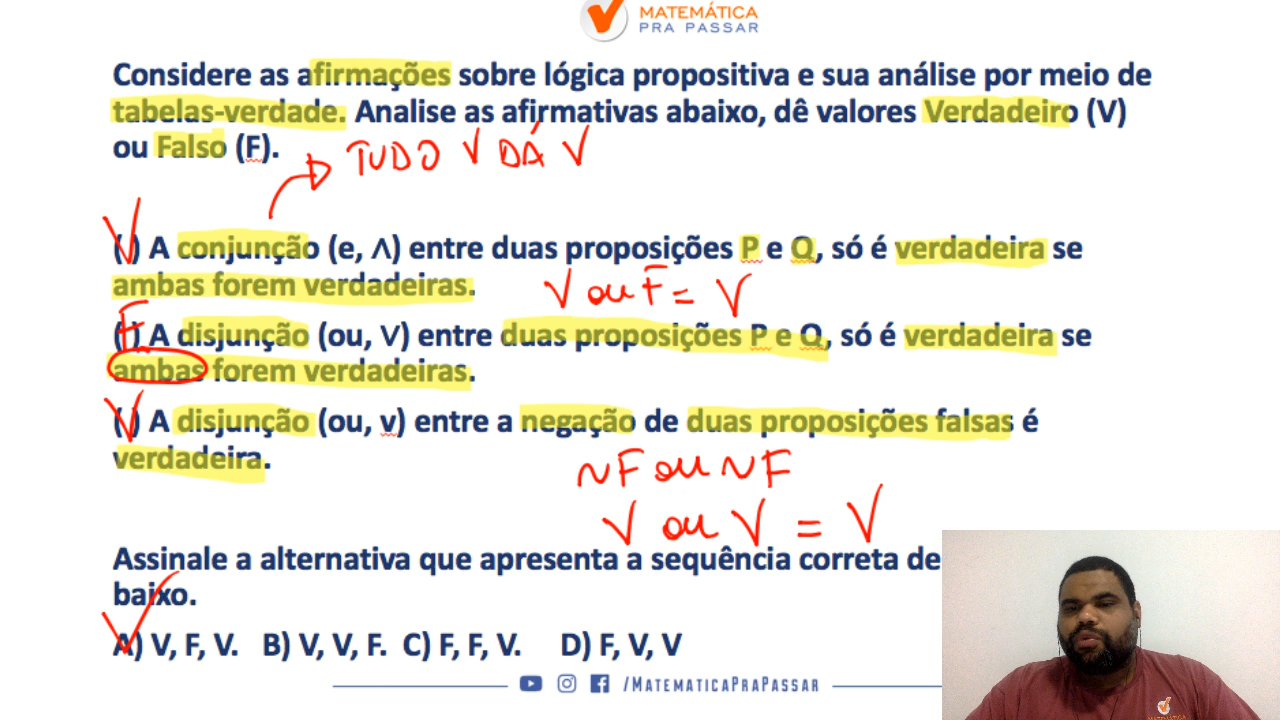 MATEMÁTICA
PRA PASSAR
Considere as afirmações sobre lógica propositiva e sua análise por meio de
tabelas-verdade. Analise as afirmativas abaixo, dê valores Verdadeiro (V)
ou Falso (F).
TUDO V DÁ V
V
( ) A conjunção (e, ∧) entre duas proposições P e Q, só é verdadeira se
ambas forem verdadeiras.
V ou F = V
F
( ) A disjunção (ou, ∨) entre duas proposições P e Q, só é verdadeira se
ambas forem verdadeiras.
V
( ) A disjunção (ou, v) entre a negação de duas proposições falsas é
verdadeira.
~F ou ~F
V ou V = V
Assinale a alternativa que apresenta a sequência correta de
baixo.
A) V, F, V. B) V, V, F. C) F, F, V. D) F, V, V
/MATEMATICAPRAPASSAR
MATEMÁTICA